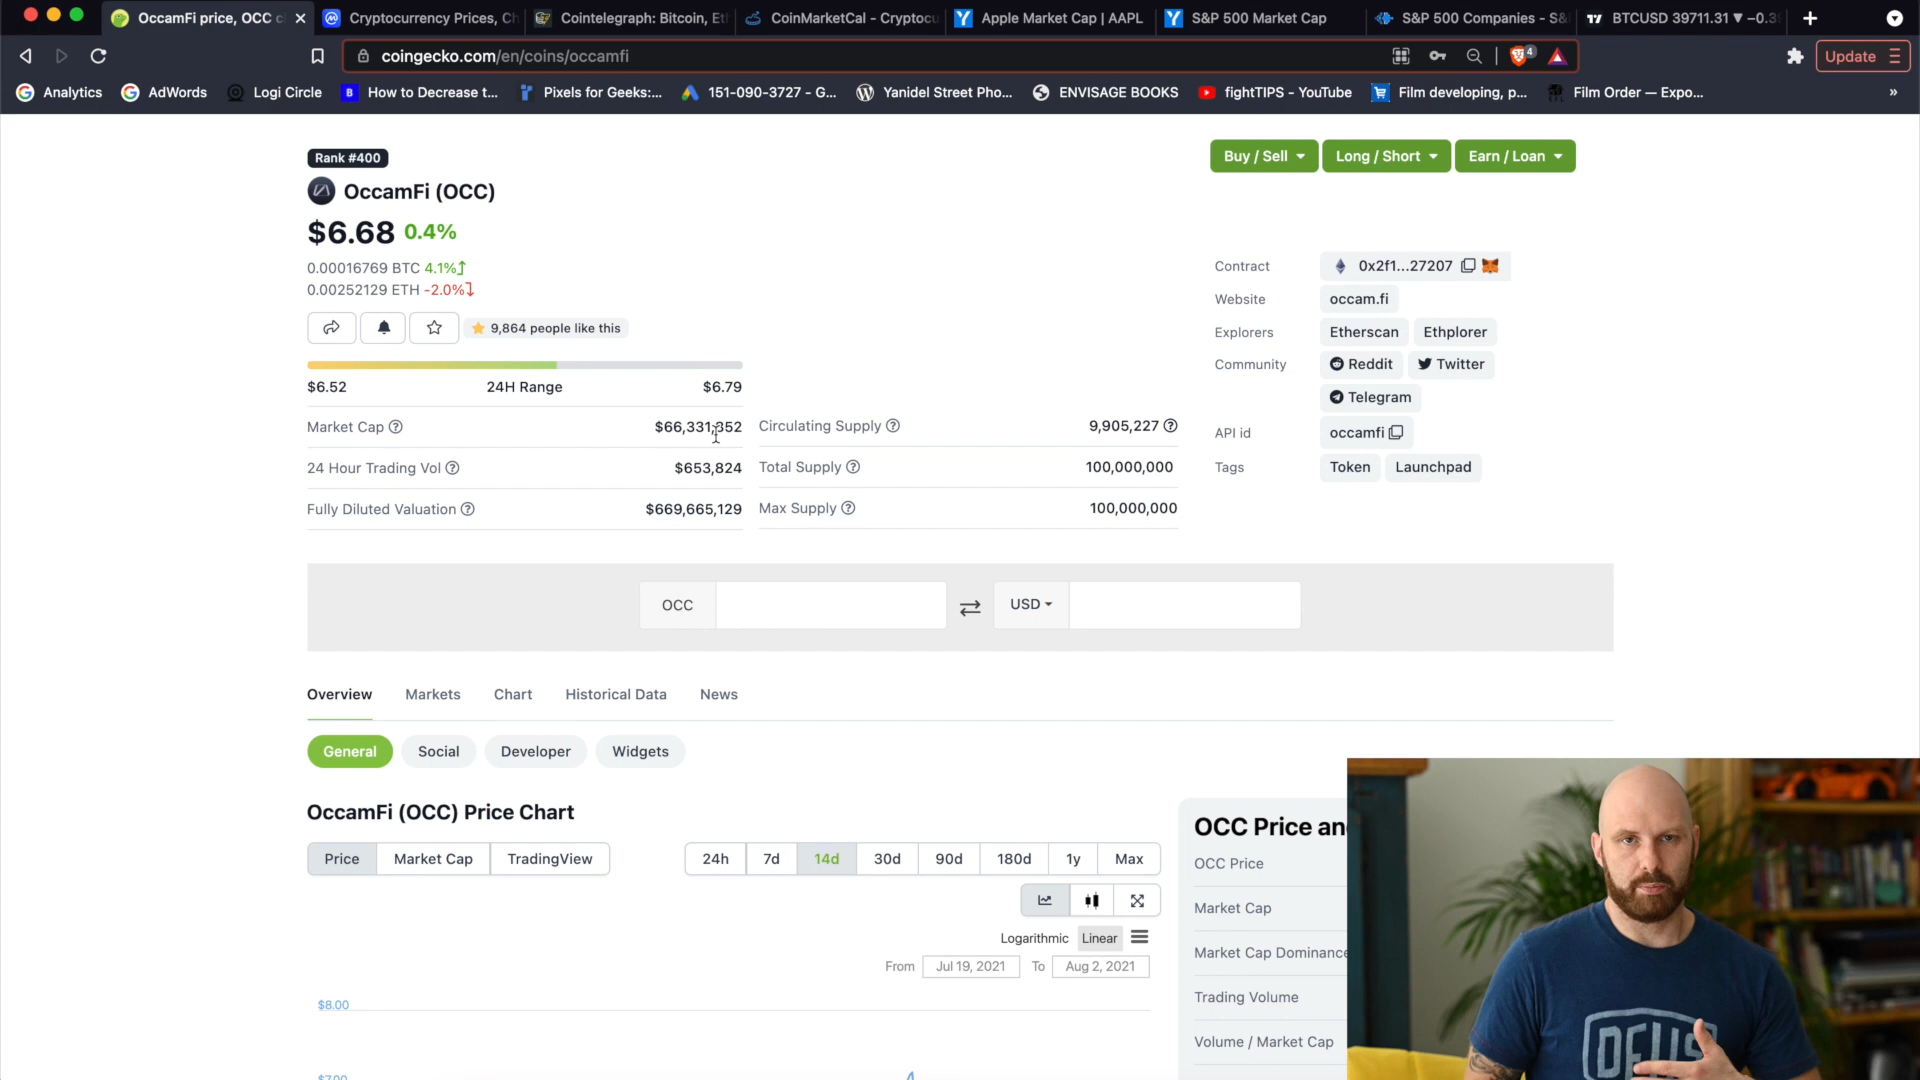 OccamFi price, OCC c
Cryptocurrency Prices, Ch
Cointelegraph: Bitcoin, Et
CoinMarketCal - Cryptocu
Apple Market Cap | AAPL
S&P 500 Market Cap
S&P 500 Companies - S&
BTCUSD 39711.31 ▼ −0.3
coingecko.com/en/coins/occamfi
4
Update
Analytics
AdWords
Logi Circle
How to Decrease t...
Pixels for Geeks:...
151-090-3727 - G...
Yanidel Street Pho...
ENVISAGE BOOKS
fightTIPS - YouTube
Film developing, p...
Film Order — Expo...
»
Rank #400
Buy / Sell
Long / Short
Earn / Loan
OccamFi (OCC)
$6.68 0.4%
0.00016769 BTC 4.1%
0.00252129 ETH -2.0%
9,864 people like this
$6.52 24H Range $6.79
Market Cap $66,331,352
24 Hour Trading Vol $653,824
Fully Diluted Valuation $669,665,129
Circulating Supply 9,905,227
Total Supply 100,000,000
Max Supply 100,000,000
Contract 0x2f1...27207
Website occam.fi
Explorers Etherscan Ethplorer
Community Reddit Twitter
Telegram
API id occamfi
Tags Token Launchpad
OCC
USD
Overview Markets Chart Historical Data News
General Social Developer Widgets
OccamFi (OCC) Price Chart
Price Market Cap TradingView
24h 7d 14d 30d 90d 180d 1y Max
Logarithmic Linear
From Jul 19, 2021 To Aug 2, 2021
$8.00
$7.00
OCC Price an
OCC Price
Market Cap
Market Cap Dominance
Trading Volume
Volume / Market Cap
DEUS